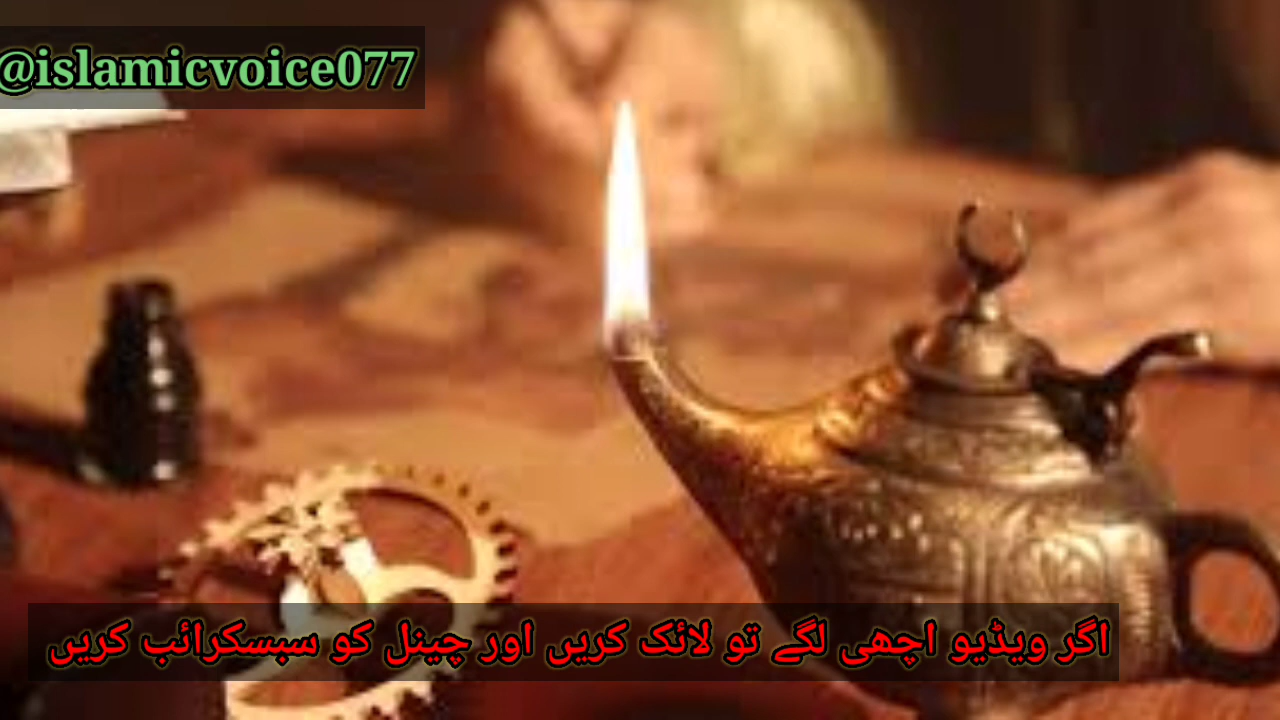 @islamicvoice077
اگر ویڈیو اچھی لگے تو لائک کریں اور چینل کو سبسکرائب کریں